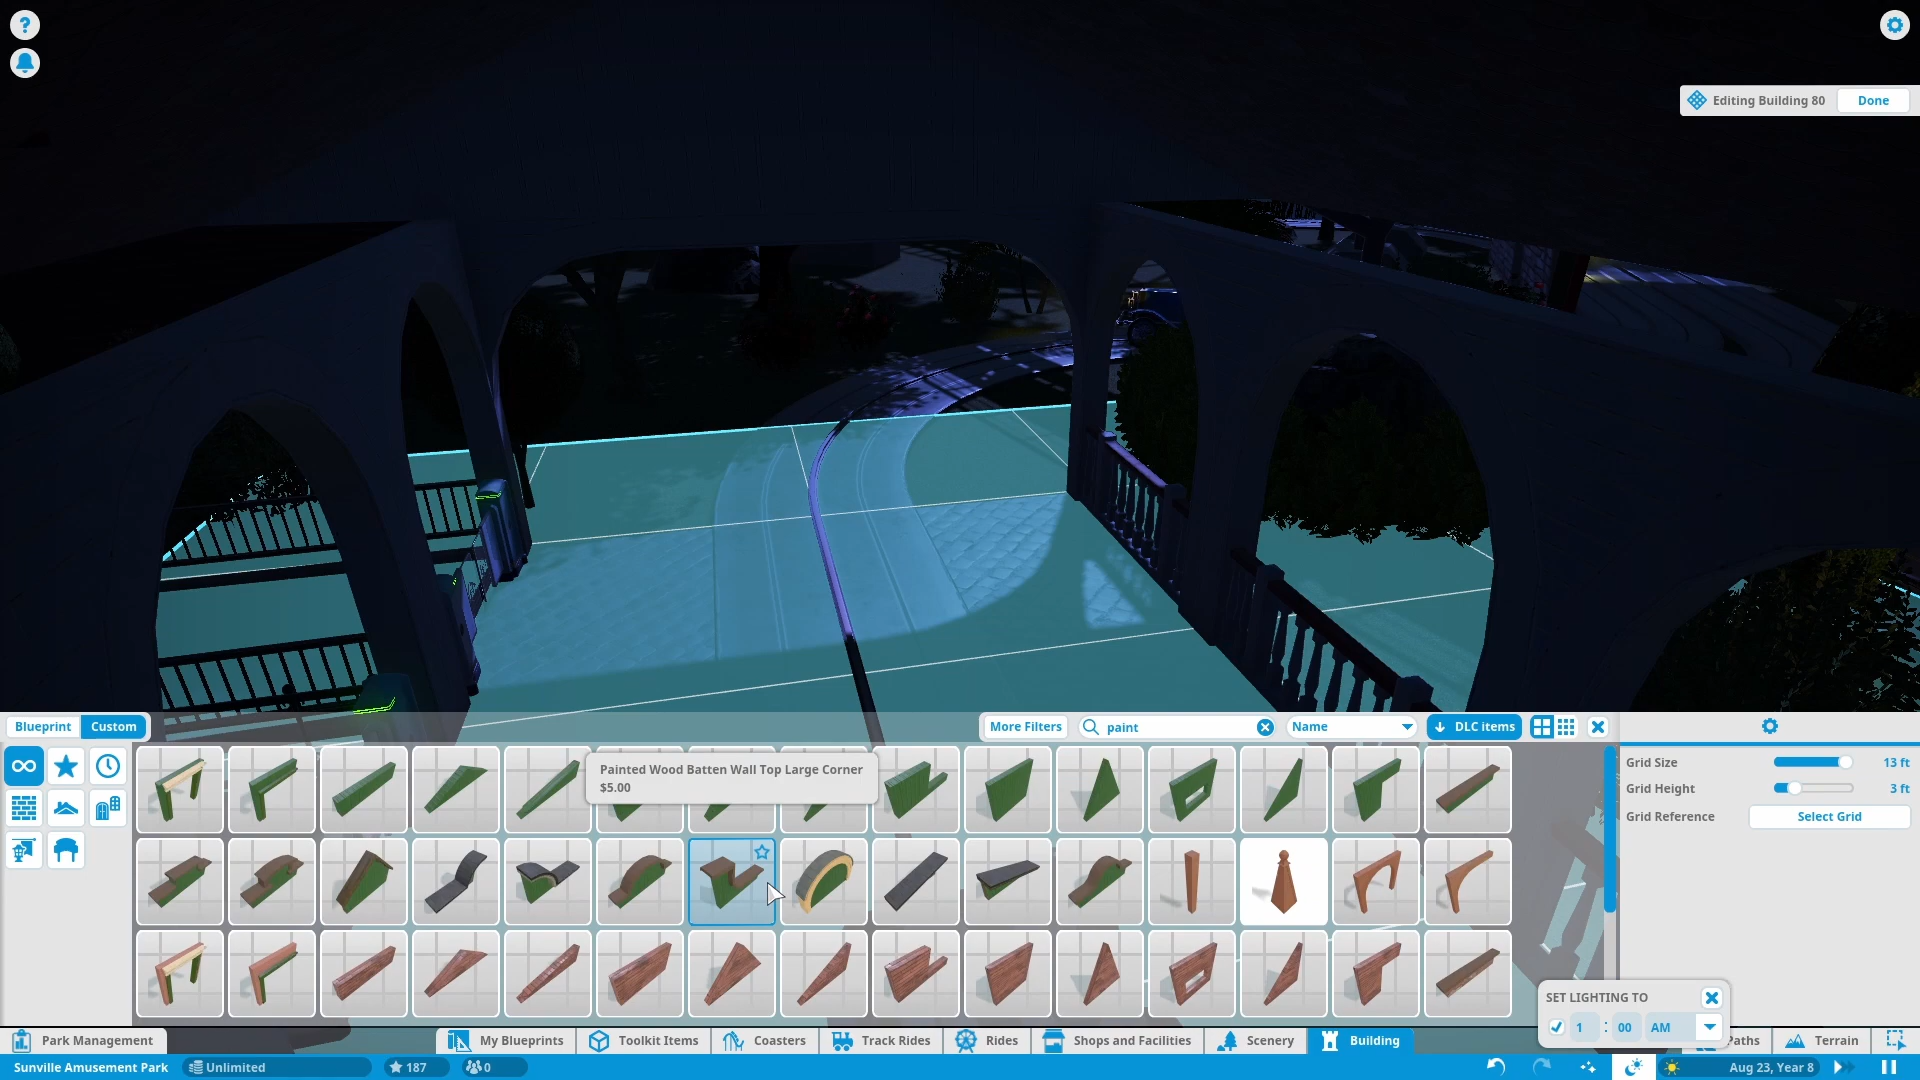 ?
Editing Building 80 Done
Blueprint Custom
More Filters paint Name DLC items
Painted Wood Batten Wall Top Large Corner
$5.00
Grid Size 13 ft
Grid Height 3 ft
Grid Reference Select Grid
SET LIGHTING TO
1 : 00 AM
Park Management My Blueprints Toolkit Items Coasters Track Rides Rides Shops and Facilities Scenery Building Paths Terrain
Sunville Amusement Park Unlimited 187 0 Aug 23, Year 8